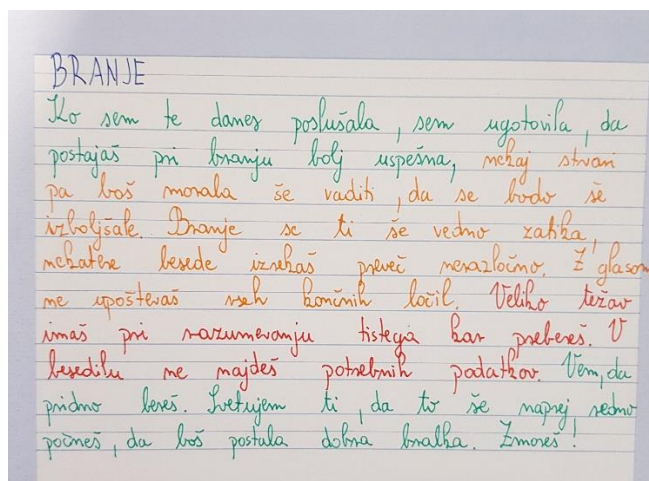 BRANJE
Ko sem te danes poslušala, sem ugotovila, da
postajaš pri branju bolj uspešna, nekaj stvari
pa boš morala še vaditi, da se bodo še
izboljšale. Branje se ti še vedno zatika,
nekatere besede izrekaš preveč nerazločno. Z glasom
ne upoštevaš vseh končnih ločil. Veliko težav
imaš pri razumevanju tistega kar prebereš. V
besedilu ne najdeš potrebnih podatkov. Vem, da
pridno bereš. Svetujem ti, da to še naprej redno
počneš, da boš postala dobra bralka. Zmoreš!